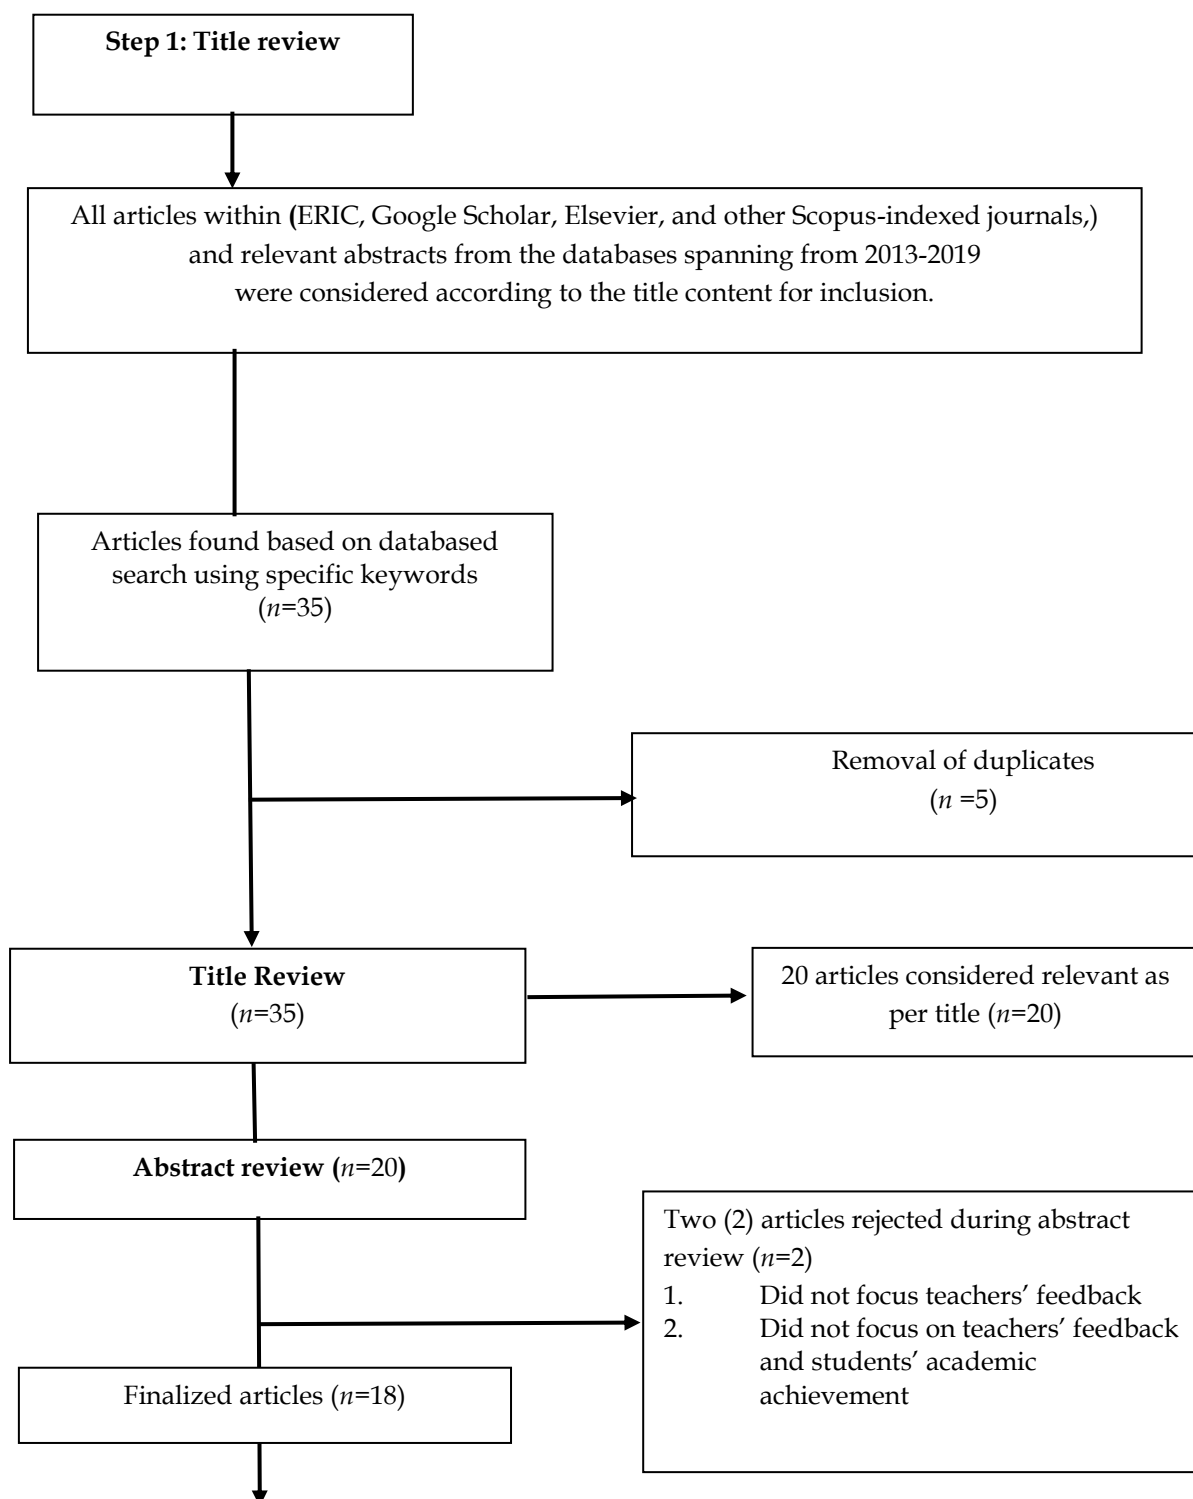 Step 1: Title review
All articles within (ERIC, Google Scholar, Elsevier, and other Scopus-indexed journals,)
and relevant abstracts from the databases spanning from 2013-2019
were considered according to the title content for inclusion.
Articles found based on databased
search using specific keywords
(n=35)
Removal of duplicates
(n =5)
Title Review
(n=35)
20 articles considered relevant as
per title (n=20)
Abstract review (n=20)
Two (2) articles rejected during abstract
review (n=2)
1. Did not focus teachers’ feedback
2. Did not focus on teachers’ feedback
and students’ academic
achievement
Finalized articles (n=18)